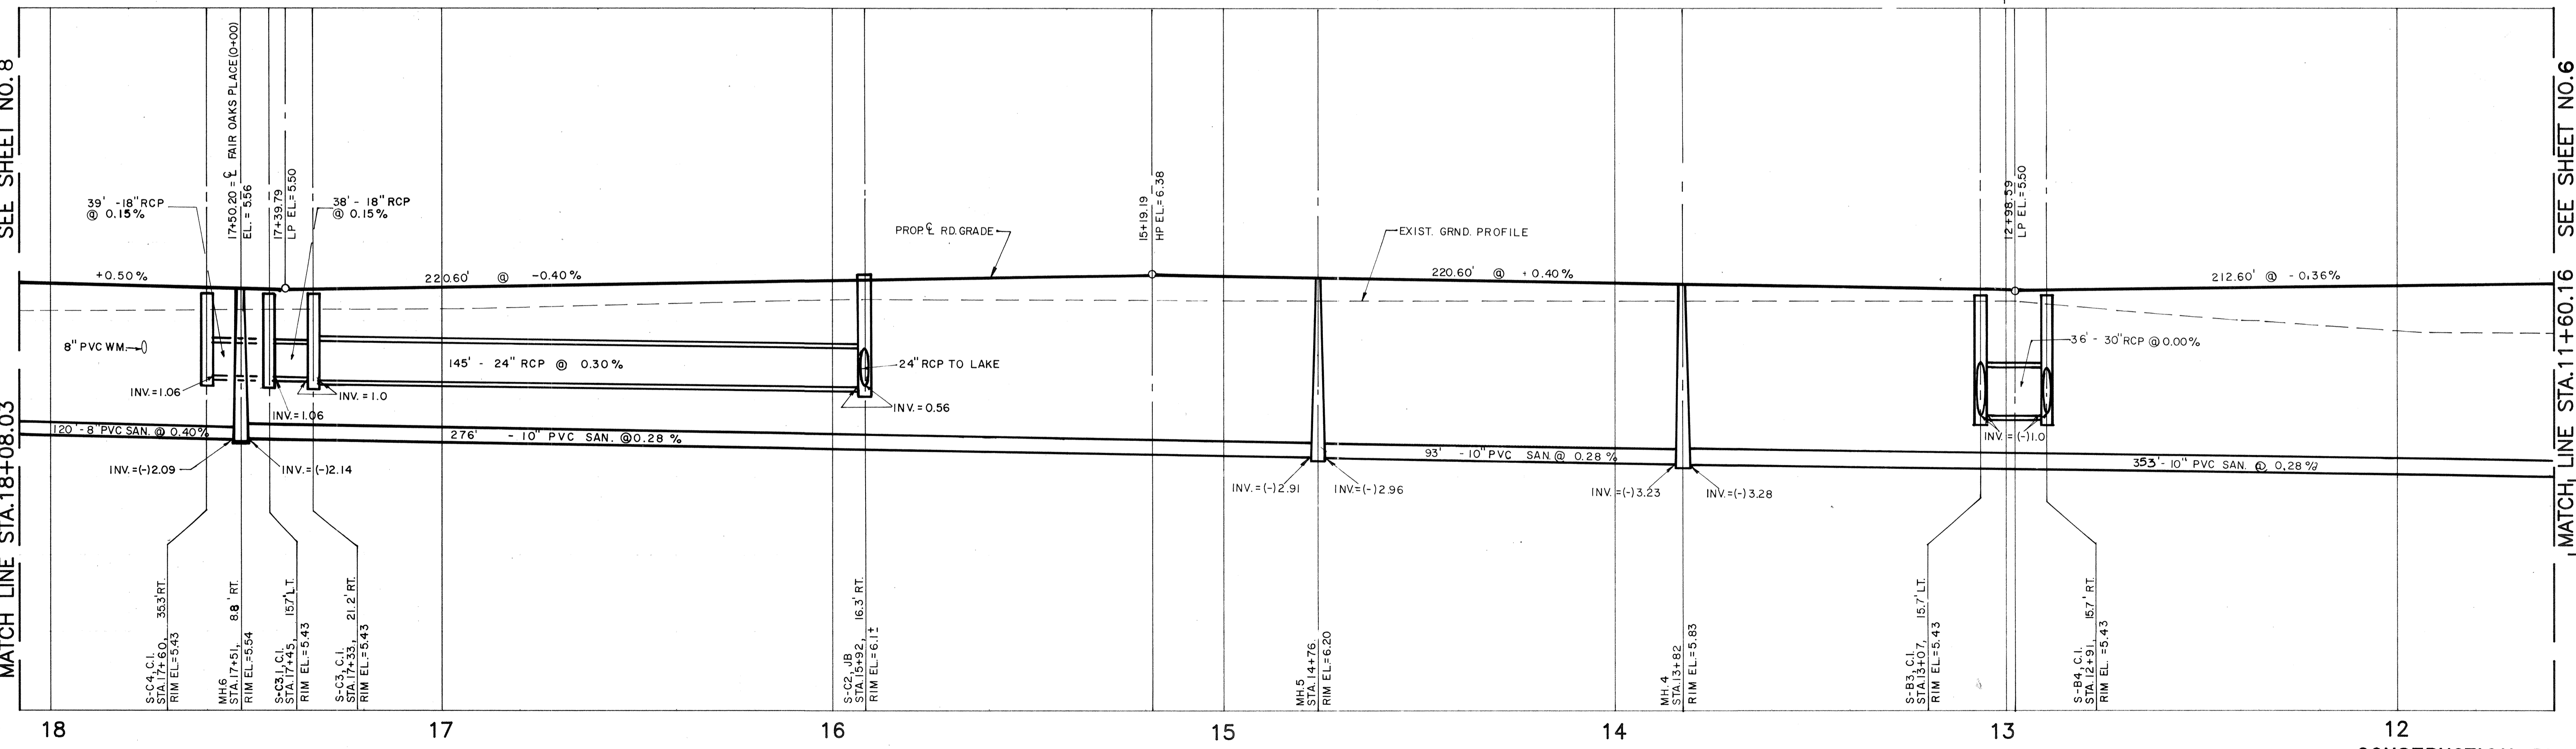 MATCH LINE STA.18+08.03 SEE SHEET NO. 8
17+50.20 = ℄ FAIR OAKS PLACE(0+00)
EL. = 5.56
17+39.79
LP EL.= 5.50
39' -18"RCP
@ 0.15%
38' - 18" RCP
@ 0.15%
15+19.19
HP EL.= 6.38
12+98.59
LP EL.=5.50
PROP. ℄ RD. GRADE
EXIST. GRND. PROFILE
+0.50%
220.60' @ -0.40%
220.60' @ +0.40%
212.60' @ -0.36%
8" PVC WM.
145' - 24" RCP @ 0.30%
24" RCP TO LAKE
36' - 30"RCP @ 0.00%
INV. = 1.06
INV.= 1.06
INV. = 1.0
INV. = 0.56
INV. = (-)1.0
120'-8"PVC SAN. @ 0.40%
276' - 10" PVC SAN. @0.28 %
93' -10" PVC SAN.@ 0.28 %
353'-10" PVC SAN. @ 0.28%
INV. =(-)2.09
INV. = (-)2.14
INV. =(-)2.91
INV.= (-)2.96
INV. = (-)3.23
INV. = (-)3.28
S-C4, C.I.
STA.17+60, 35.3'RT.
RIM EL.=5.43
MH.6
STA.17+51, 8.8' RT.
RIM EL.=5.54
S-C3.1, C.I.
STA.17+45, 15.7'LT.
RIM EL.=5.43
S-C3, C.I.
STA.17+33, 21.2'RT.
RIM EL.=5.43
S-C2, JB
STA.15+92, 16.3'RT.
RIM EL.=6.1±
MH.5
STA. 14+76.
RIM EL.=6.20
MH. 4
STA.13+82
RIM EL.=5.83
S-B3, C.I.
STA.13+07, 15.7'LT.
RIM EL.=5.43
S-B4, C.I.
STA.12+91, 15.7' RT.
RIM EL. =5.43
MATCH LINE STA.11+60.16 SEE SHEET NO.6
18 17 16 15 14 13 12